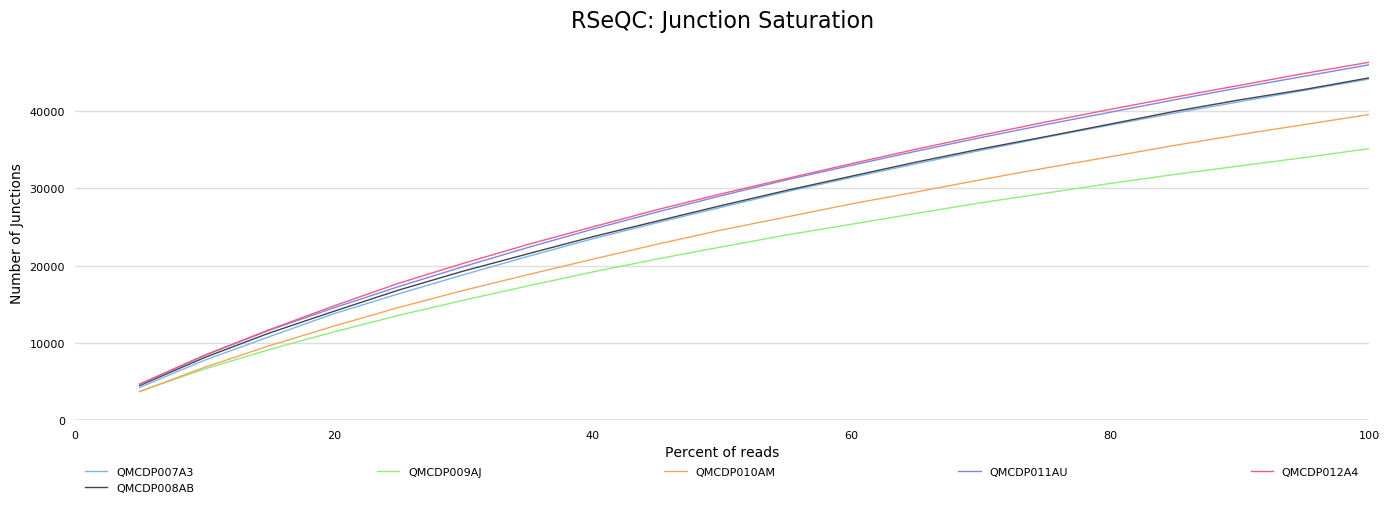 RSeQC: Junction Saturation
Number of Junctions
40000
30000
20000
10000
0
0 20 40 60 80 100
Percent of reads
QMCDP007A3 QMCDP009AJ QMCDP010AM QMCDP011AU QMCDP012A4
QMCDP008AB